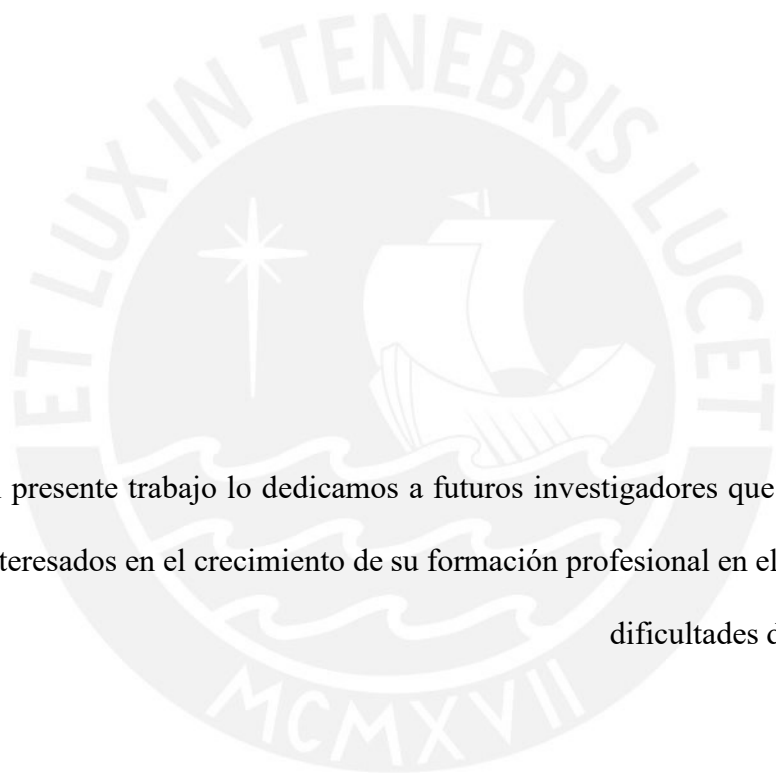 ET LUX IN TENEBRIS LUCET
presente trabajo lo dedicamos a futuros investigadores que
teresados en el crecimiento de su formación profesional en el
dificultades d
MCMXVII